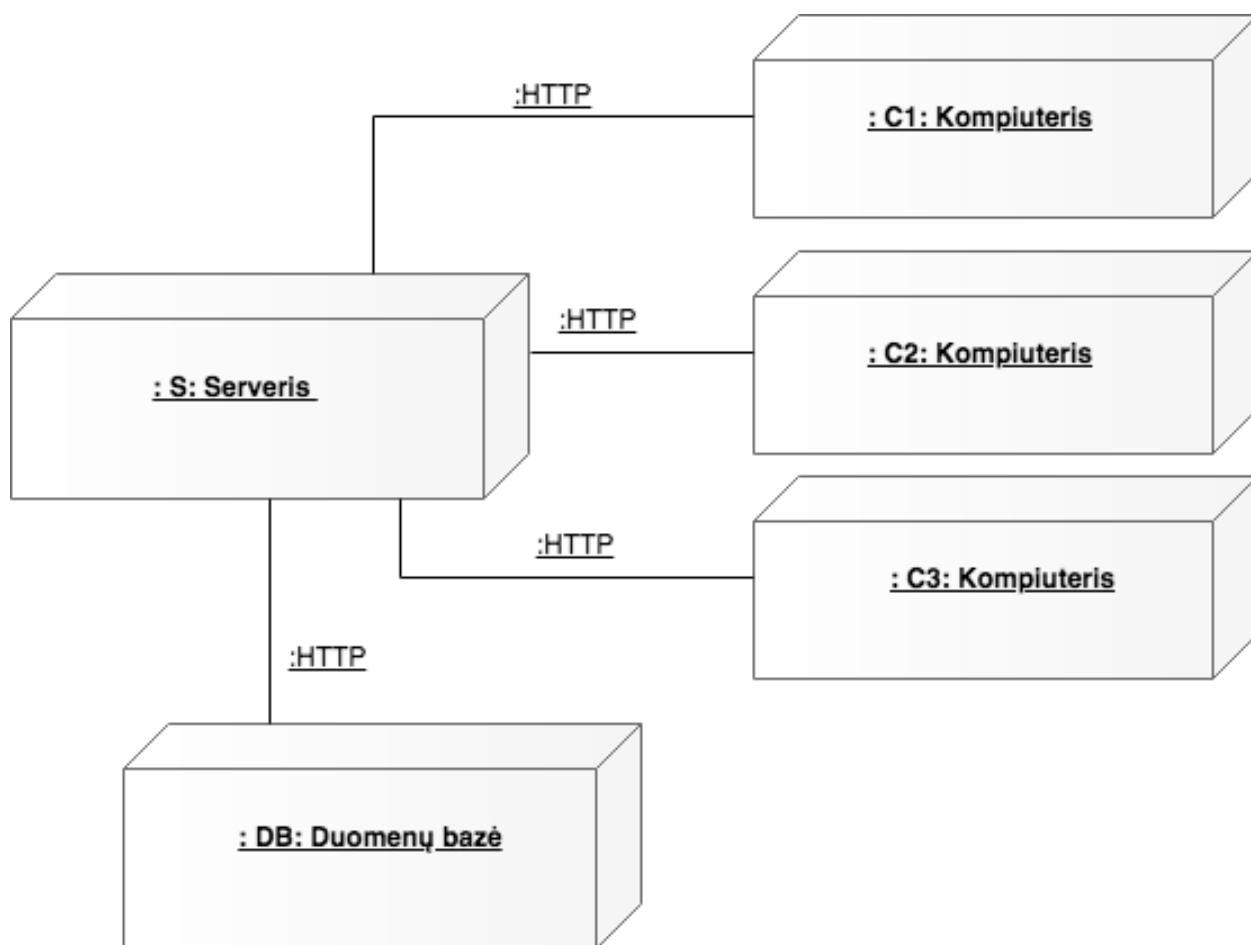 :HTTP
: C1: Kompiuteris
:HTTP
: C2: Kompiuteris
: S: Serveris
:HTTP
: C3: Kompiuteris
:HTTP
: DB: Duomenų bazė